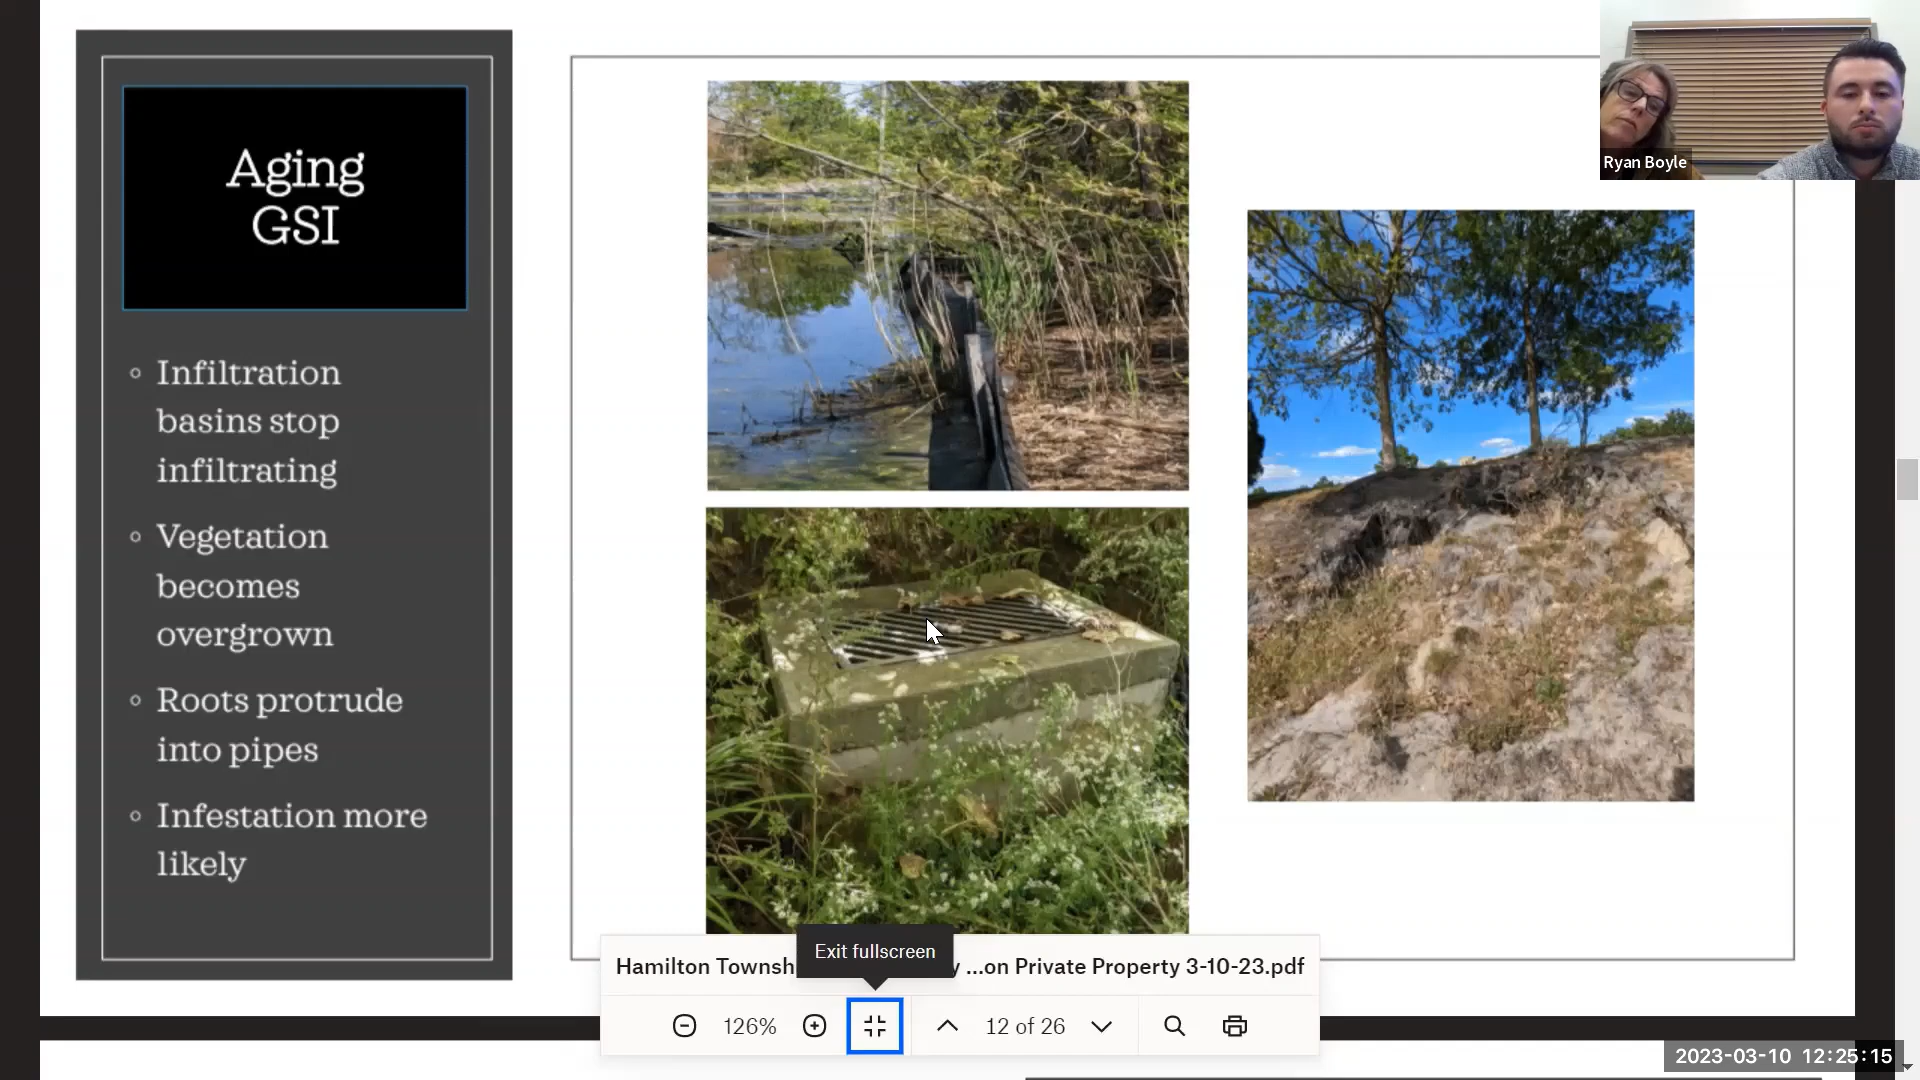 Aging
GSI
Infiltration
basins stop
infiltrating
Vegetation
becomes
overgrown
Roots protrude
into pipes
Infestation more
likely
Ryan Boyle
Exit fullscreen
Hamilton Townsh y ...on Private Property 3-10-23.pdf
126%
12 of 26
2023-03-10 12:25:15